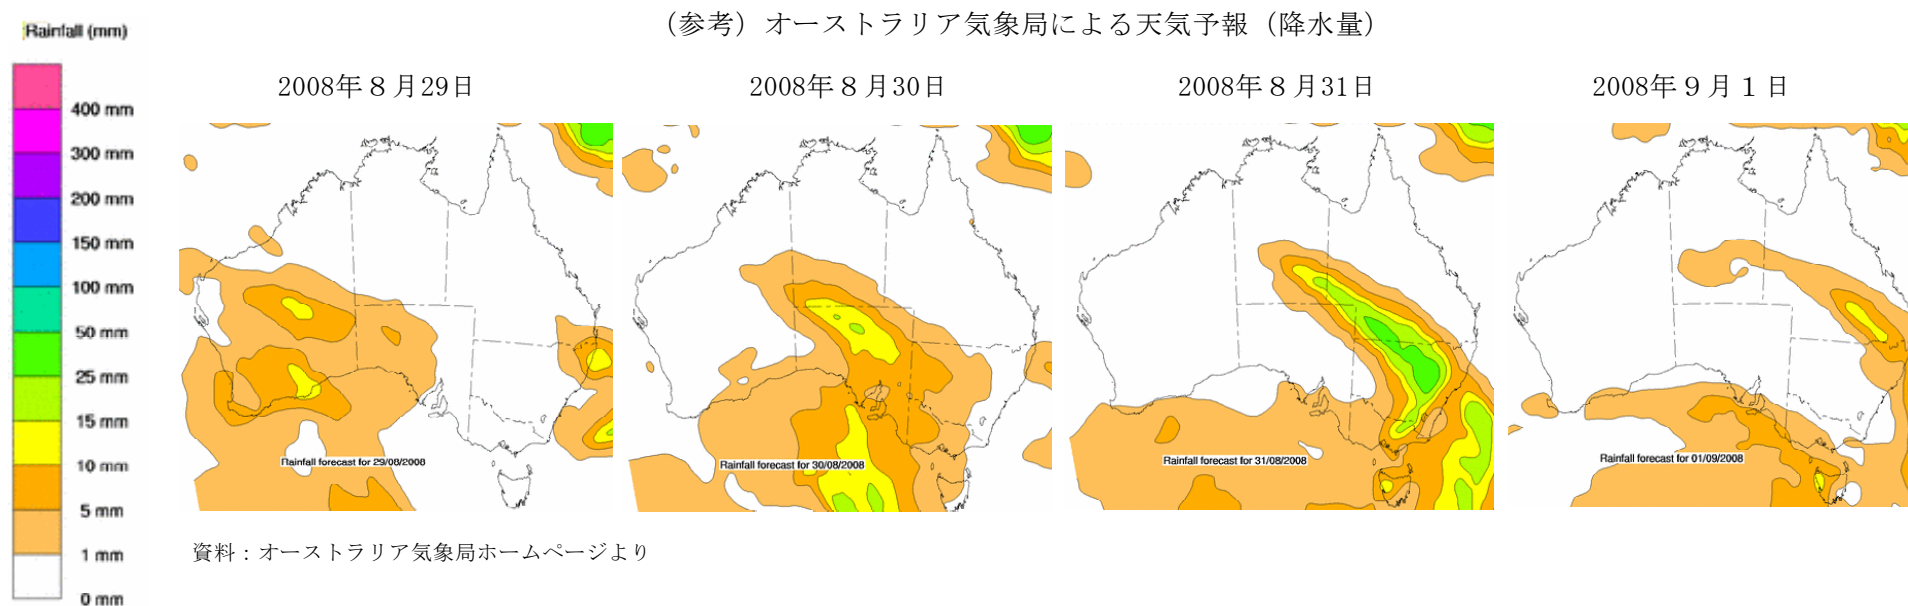 （参考）オーストラリア気象局による天気予報（降水量）
Rainfall (mm)
400 mm
300 mm
200 mm
150 mm
100 mm
50 mm
25 mm
15 mm
10 mm
5 mm
1 mm
0 mm
2008年８月29日
2008年８月30日
2008年８月31日
2008年９月１日
Rainfall forecast for 29/08/2008
Rainfall forecast for 30/08/2008
Rainfall forecast for 31/08/2008
Rainfall forecast for 01/09/2008
資料：オーストラリア気象局ホームページより